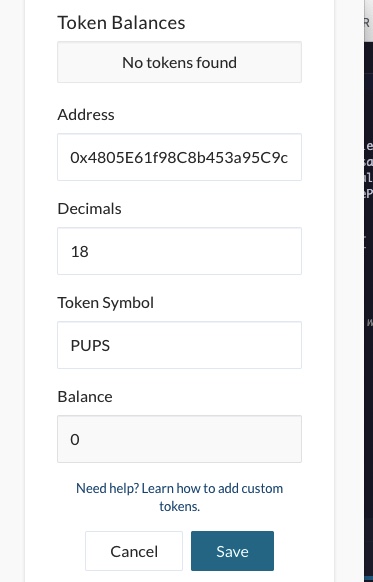 Token Balances
No tokens found
Address
0x4805E61f98C8b453a95C9c
Decimals
18
Token Symbol
PUPS
Balance
0
Need help? Learn how to add custom
tokens.
Cancel Save